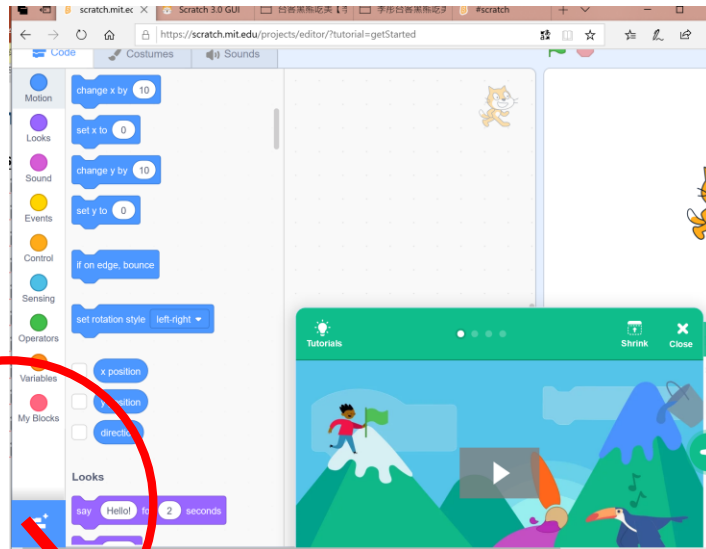 scratch.mit.ec
Scratch 3.0 GUI
#scratch
https://scratch.mit.edu/projects/editor/?tutorial=getStarted
Code
Costumes
Sounds
Motion
Looks
Sound
Events
Control
Sensing
Operators
Variables
My Blocks
change x by 10
set x to 0
change y by 10
set y to 0
if on edge, bounce
set rotation style left-right
x position
y position
direction
Looks
say Hello! for 2 seconds
Tutorials
Shrink
Close